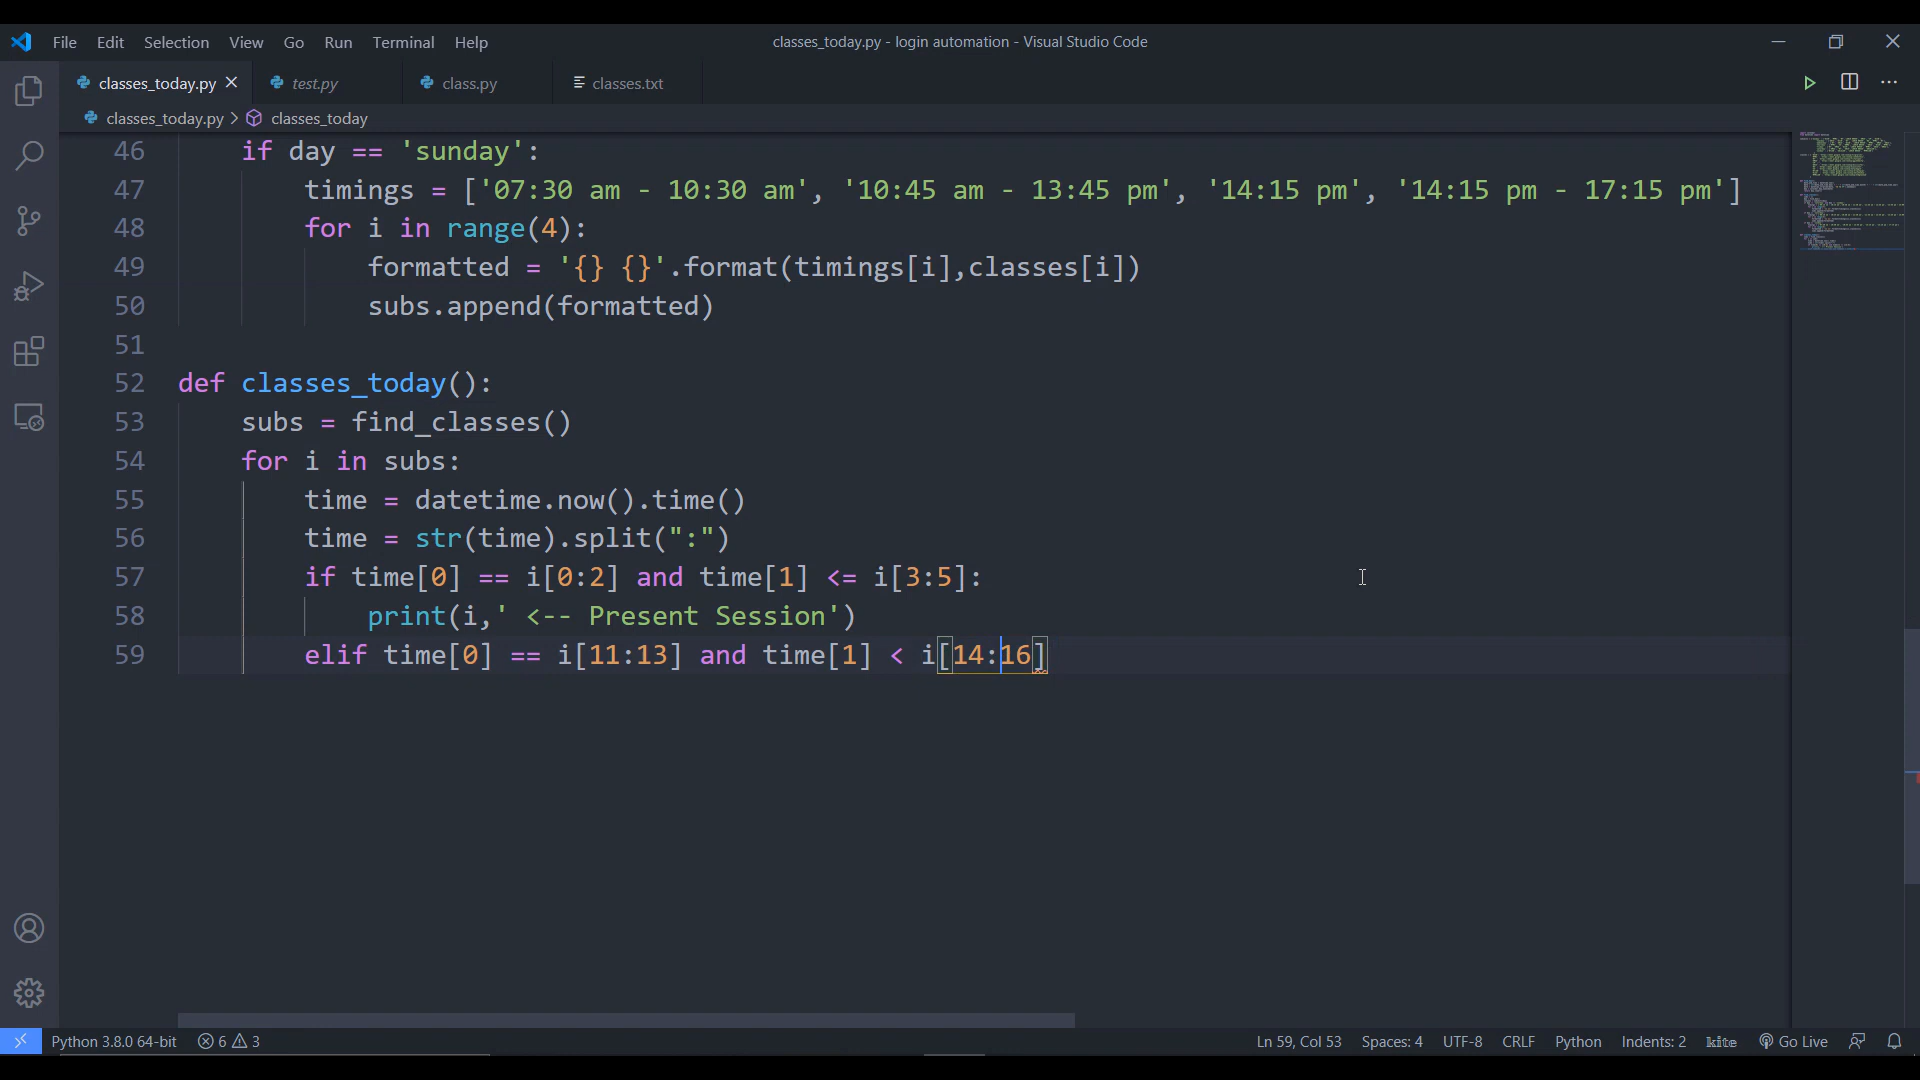 File Edit Selection View Go Run Terminal Help
classes_today.py - login automation - Visual Studio Code
classes_today.py test.py class.py classes.txt
classes_today.py > classes_today
46 if day == 'sunday':
47 timings = ['07:30 am - 10:30 am', '10:45 am - 13:45 pm', '14:15 pm', '14:15 pm - 17:15 pm']
48 for i in range(4):
49 formatted = '{} {}'.format(timings[i],classes[i])
50 subs.append(formatted)
51
52 def classes_today():
53 subs = find_classes()
54 for i in subs:
55 time = datetime.now().time()
56 time = str(time).split(":")
57 if time[0] == i[0:2] and time[1] <= i[3:5]:
58 print(i,' <-- Present Session')
59 elif time[0] == i[11:13] and time[1] < i[14:16]
Python 3.8.0 64-bit 6 3 Ln 59, Col 53 Spaces: 4 UTF-8 CRLF Python Indents: 2 kite Go Live